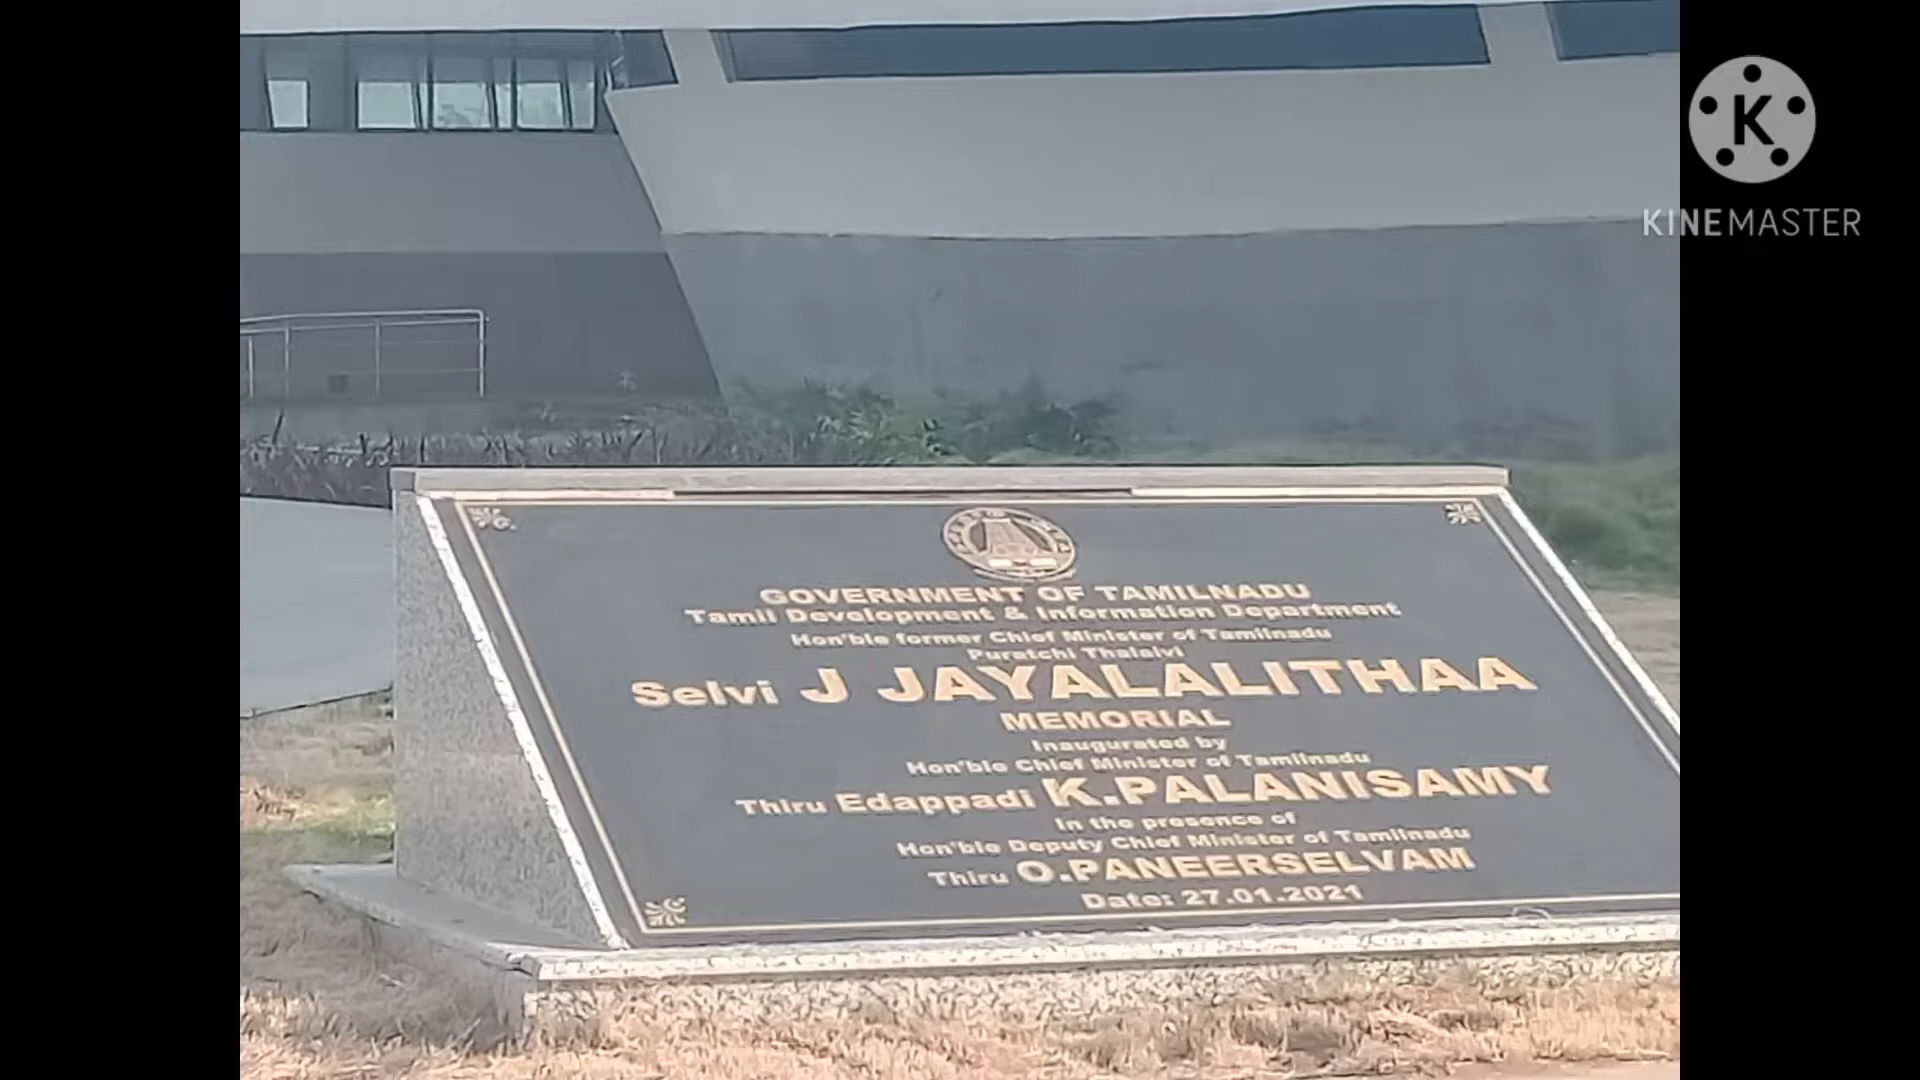 K
KINEMASTER
GOVERNMENT OF TAMILNADU
Tamil Development & Information Department
Hon'ble former Chief Minister of Tamilnadu
Puratchi Thalaivi
Selvi J JAYALALITHAA
MEMORIAL
Inaugurated by
Hon'ble Chief Minister of Tamilnadu
Thiru Edappadi K.PALANISAMY
In the presence of
Hon'ble Deputy Chief Minister of Tamilnadu
Thiru O.PANEERSELVAM
Date: 27.01.2021